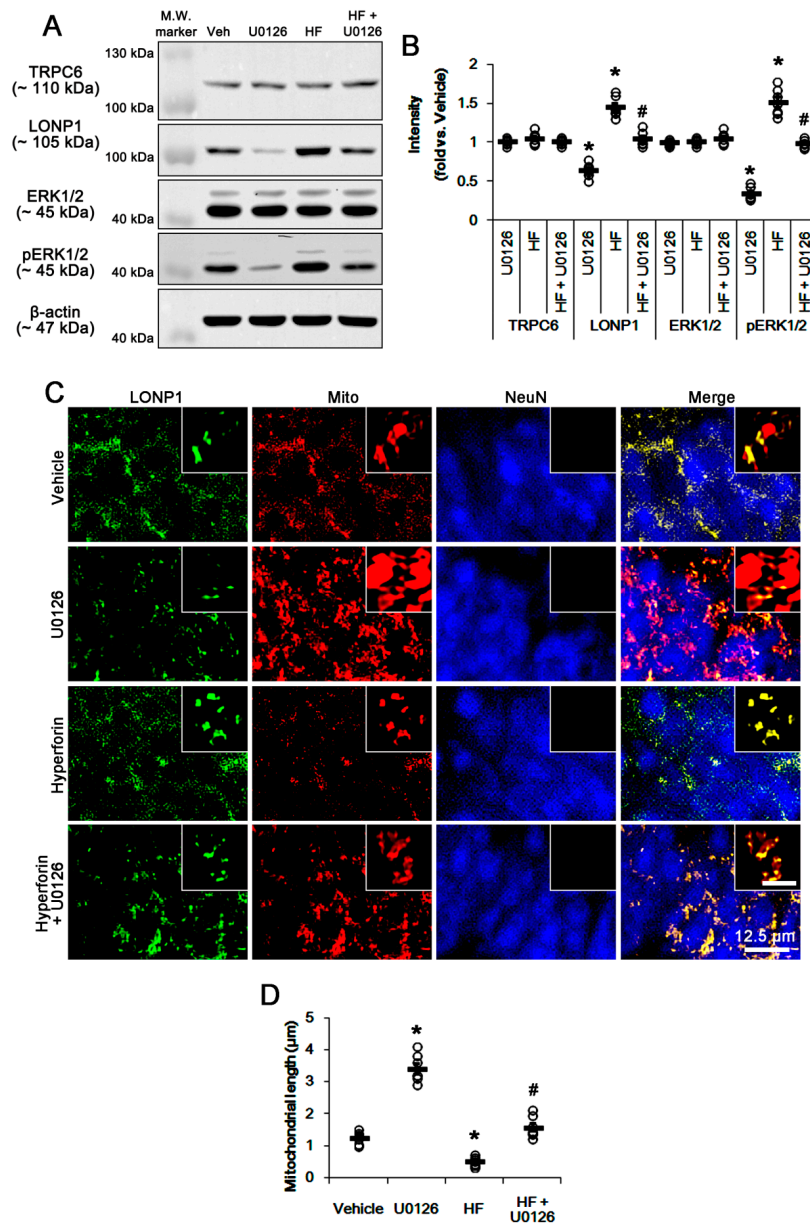 A
M.W.
marker
Veh
U0126
HF
HF +
U0126
TRPC6
(~ 110 kDa)
130 kDa
100 kDa
LONP1
(~ 105 kDa)
100 kDa
ERK1/2
(~ 45 kDa)
40 kDa
pERK1/2
(~ 45 kDa)
40 kDa
β-actin
(~ 47 kDa)
40 kDa
B
Intensity
(fold vs. Vehicle)
2
1.5
1
0.5
0
*
*
#
*
*
#
U0126
HF
HF + U0126
U0126
HF
HF + U0126
U0126
HF
HF + U0126
U0126
HF
HF + U0126
TRPC6
LONP1
ERK1/2
pERK1/2
C
LONP1
Mito
NeuN
Merge
Vehicle
U0126
Hyperforin
Hyperforin
+ U0126
12.5 µm
D
Mitochondrial length (µm)
5
4
3
2
1
0
*
*
#
Vehicle
U0126
HF
HF +
U0126